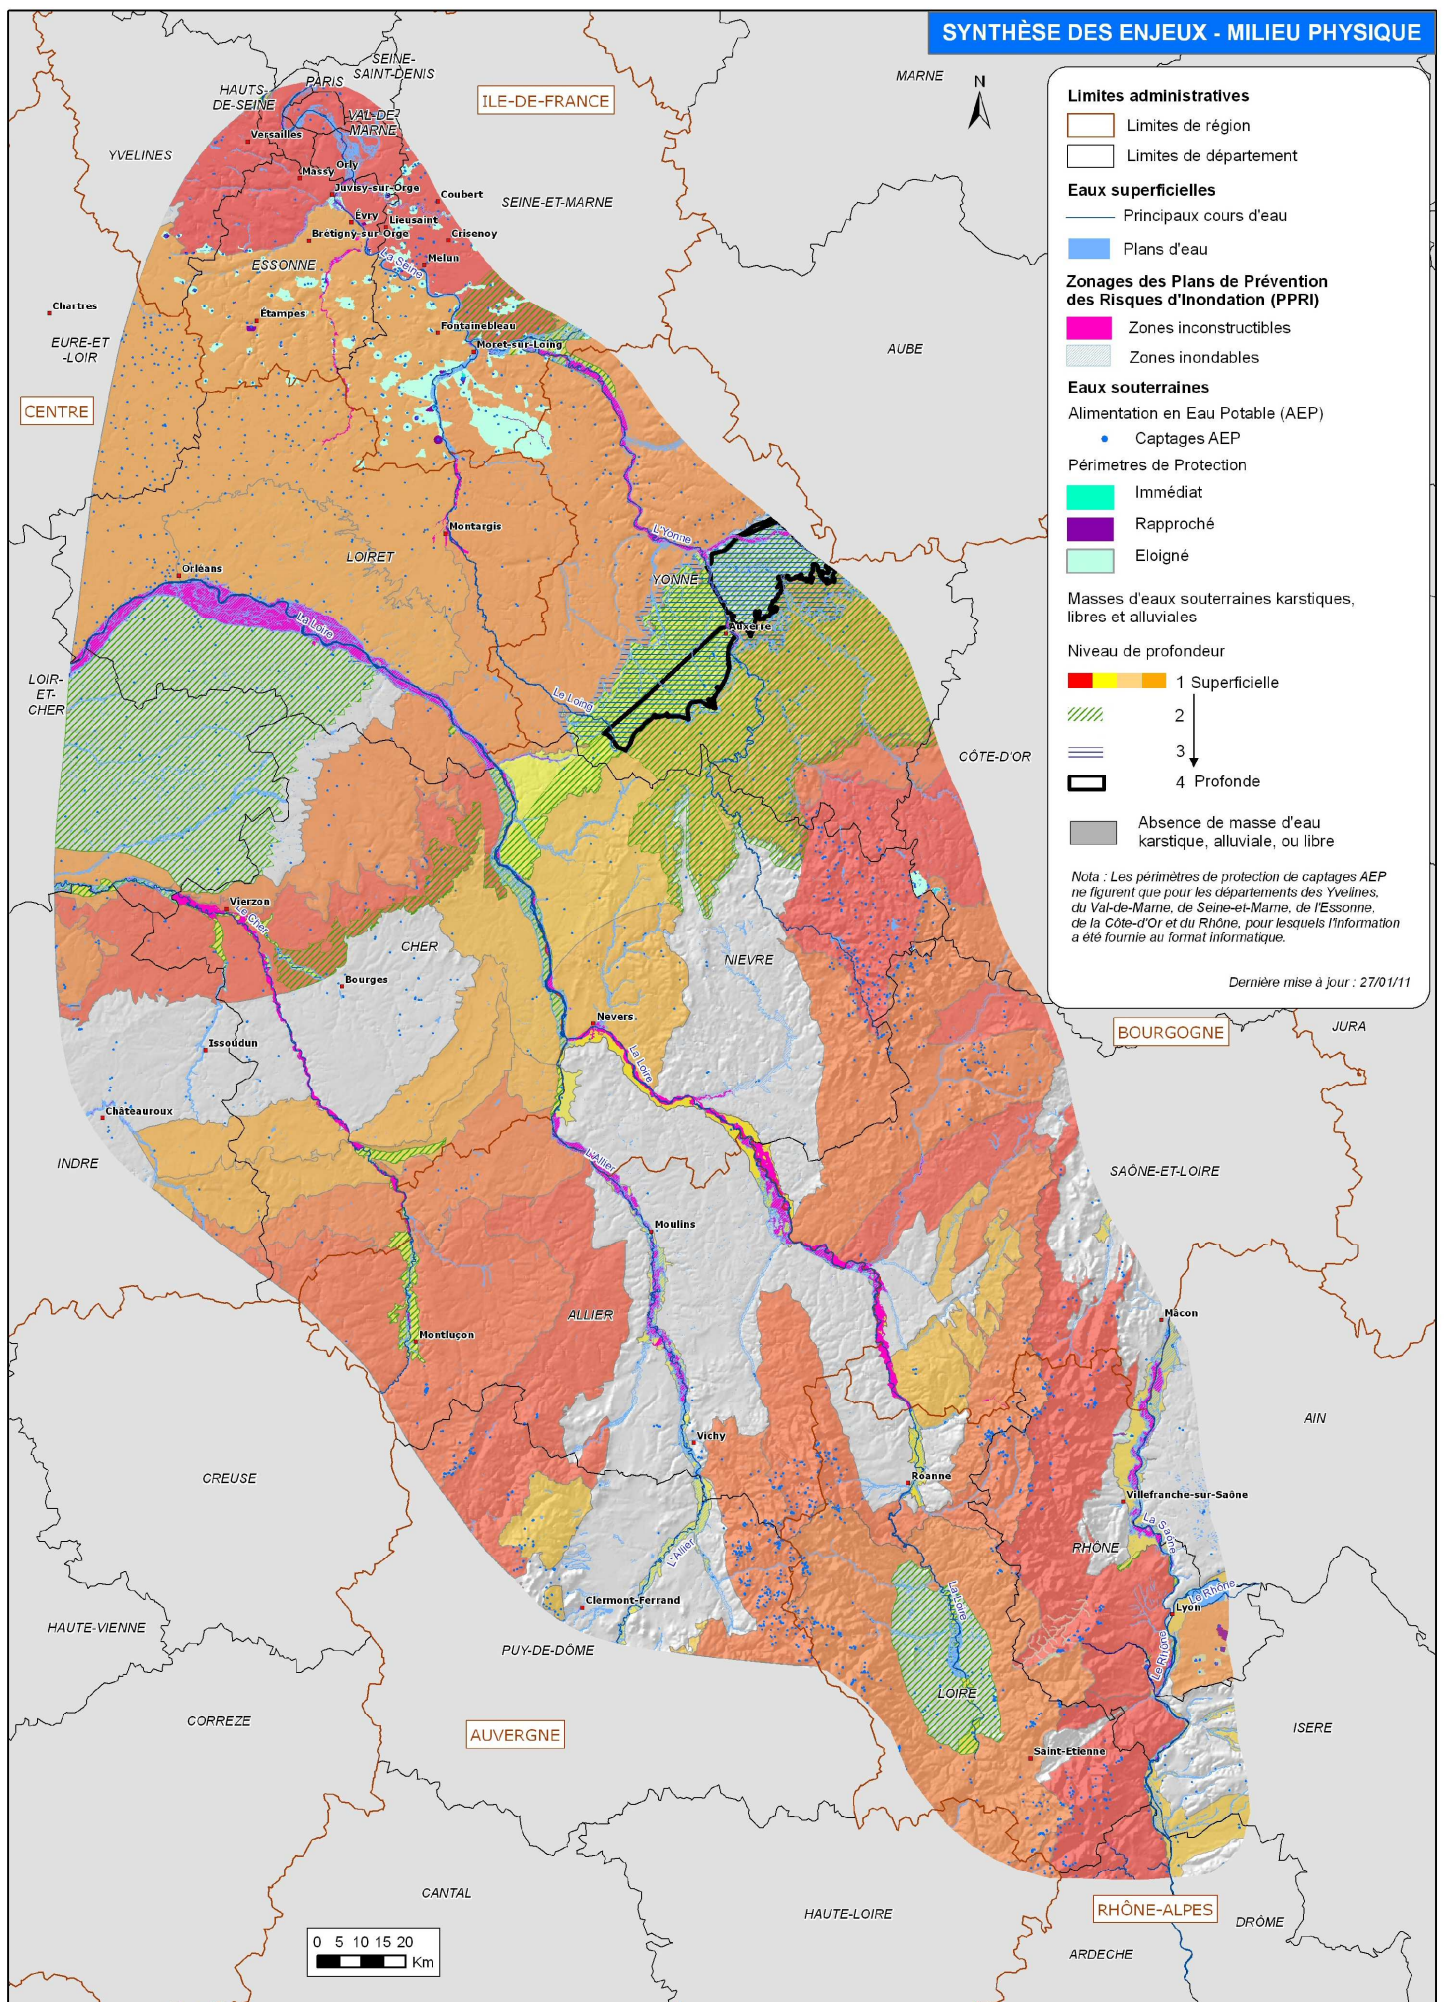 SYNTHÈSE DES ENJEUX - MILIEU PHYSIQUE
N
Limites administratives
Limites de région
Limites de département
Eaux superficielles
Principaux cours d'eau
Plans d'eau
Zonages des Plans de Prévention
des Risques d'Inondation (PPRI)
Zones inconstructibles
Zones inondables
Eaux souterraines
Alimentation en Eau Potable (AEP)
Captages AEP
Périmetres de Protection
Immédiat
Rapproché
Eloigné
Masses d'eaux souterraines karstiques,
libres et alluviales
Niveau de profondeur
1 Superficielle
2
3
4 Profonde
Absence de masse d'eau
karstique, alluviale, ou libre
Nota : Les périmètres de protection de captages AEP
ne figurent que pour les départements des Yvelines,
du Val-de-Marne, de Seine-et-Marne, de l'Essonne,
de la Côte-d'Or et du Rhône, pour lesquels l'information
a été fournie au format informatique.
Dernière mise à jour : 27/01/11
SEINE-
SAINT-DENIS
PARIS
HAUTS-
DE-SEINE
VAL-DE-
MARNE
ILE-DE-FRANCE
MARNE
YVELINES
Versailles
Orly
Massy
Juvisy-sur-Orge
Coubert
SEINE-ET-MARNE
Évry
Lieusaint
Brétigny-sur-Orge
Crisenoy
La Seine
Melun
ESSONNE
Chartres
Étampes
Fontainebleau
EURE-ET
-LOIR
Moret-sur-Loing
AUBE
CENTRE
Montargis
L'Yonne
LOIRET
Orléans
YONNE
La Loire
Auxerre
LOIR-
ET-
CHER
Le Loing
CÔTE-D'OR
Vierzon
Le Cher
CHER
NIEVRE
Bourges
Nevers
BOURGOGNE
JURA
Issoudun
La Loire
Châteauroux
INDRE
L'Allier
SAÔNE-ET-LOIRE
Moulins
ALLIER
Mâcon
Montluçon
AIN
Vichy
CREUSE
Roanne
Villefranche-sur-Saône
La Saône
L'Allier
RHÔNE
Clermont-Ferrand
La Loire
Le Rhône
Lyon
HAUTE-VIENNE
PUY-DE-DÔME
Le Rhône
LOIRE
CORREZE
AUVERGNE
ISERE
Saint-Etienne
CANTAL
HAUTE-LOIRE
RHÔNE-ALPES
DRÔME
ARDECHE
0 5 10 15 20
Km